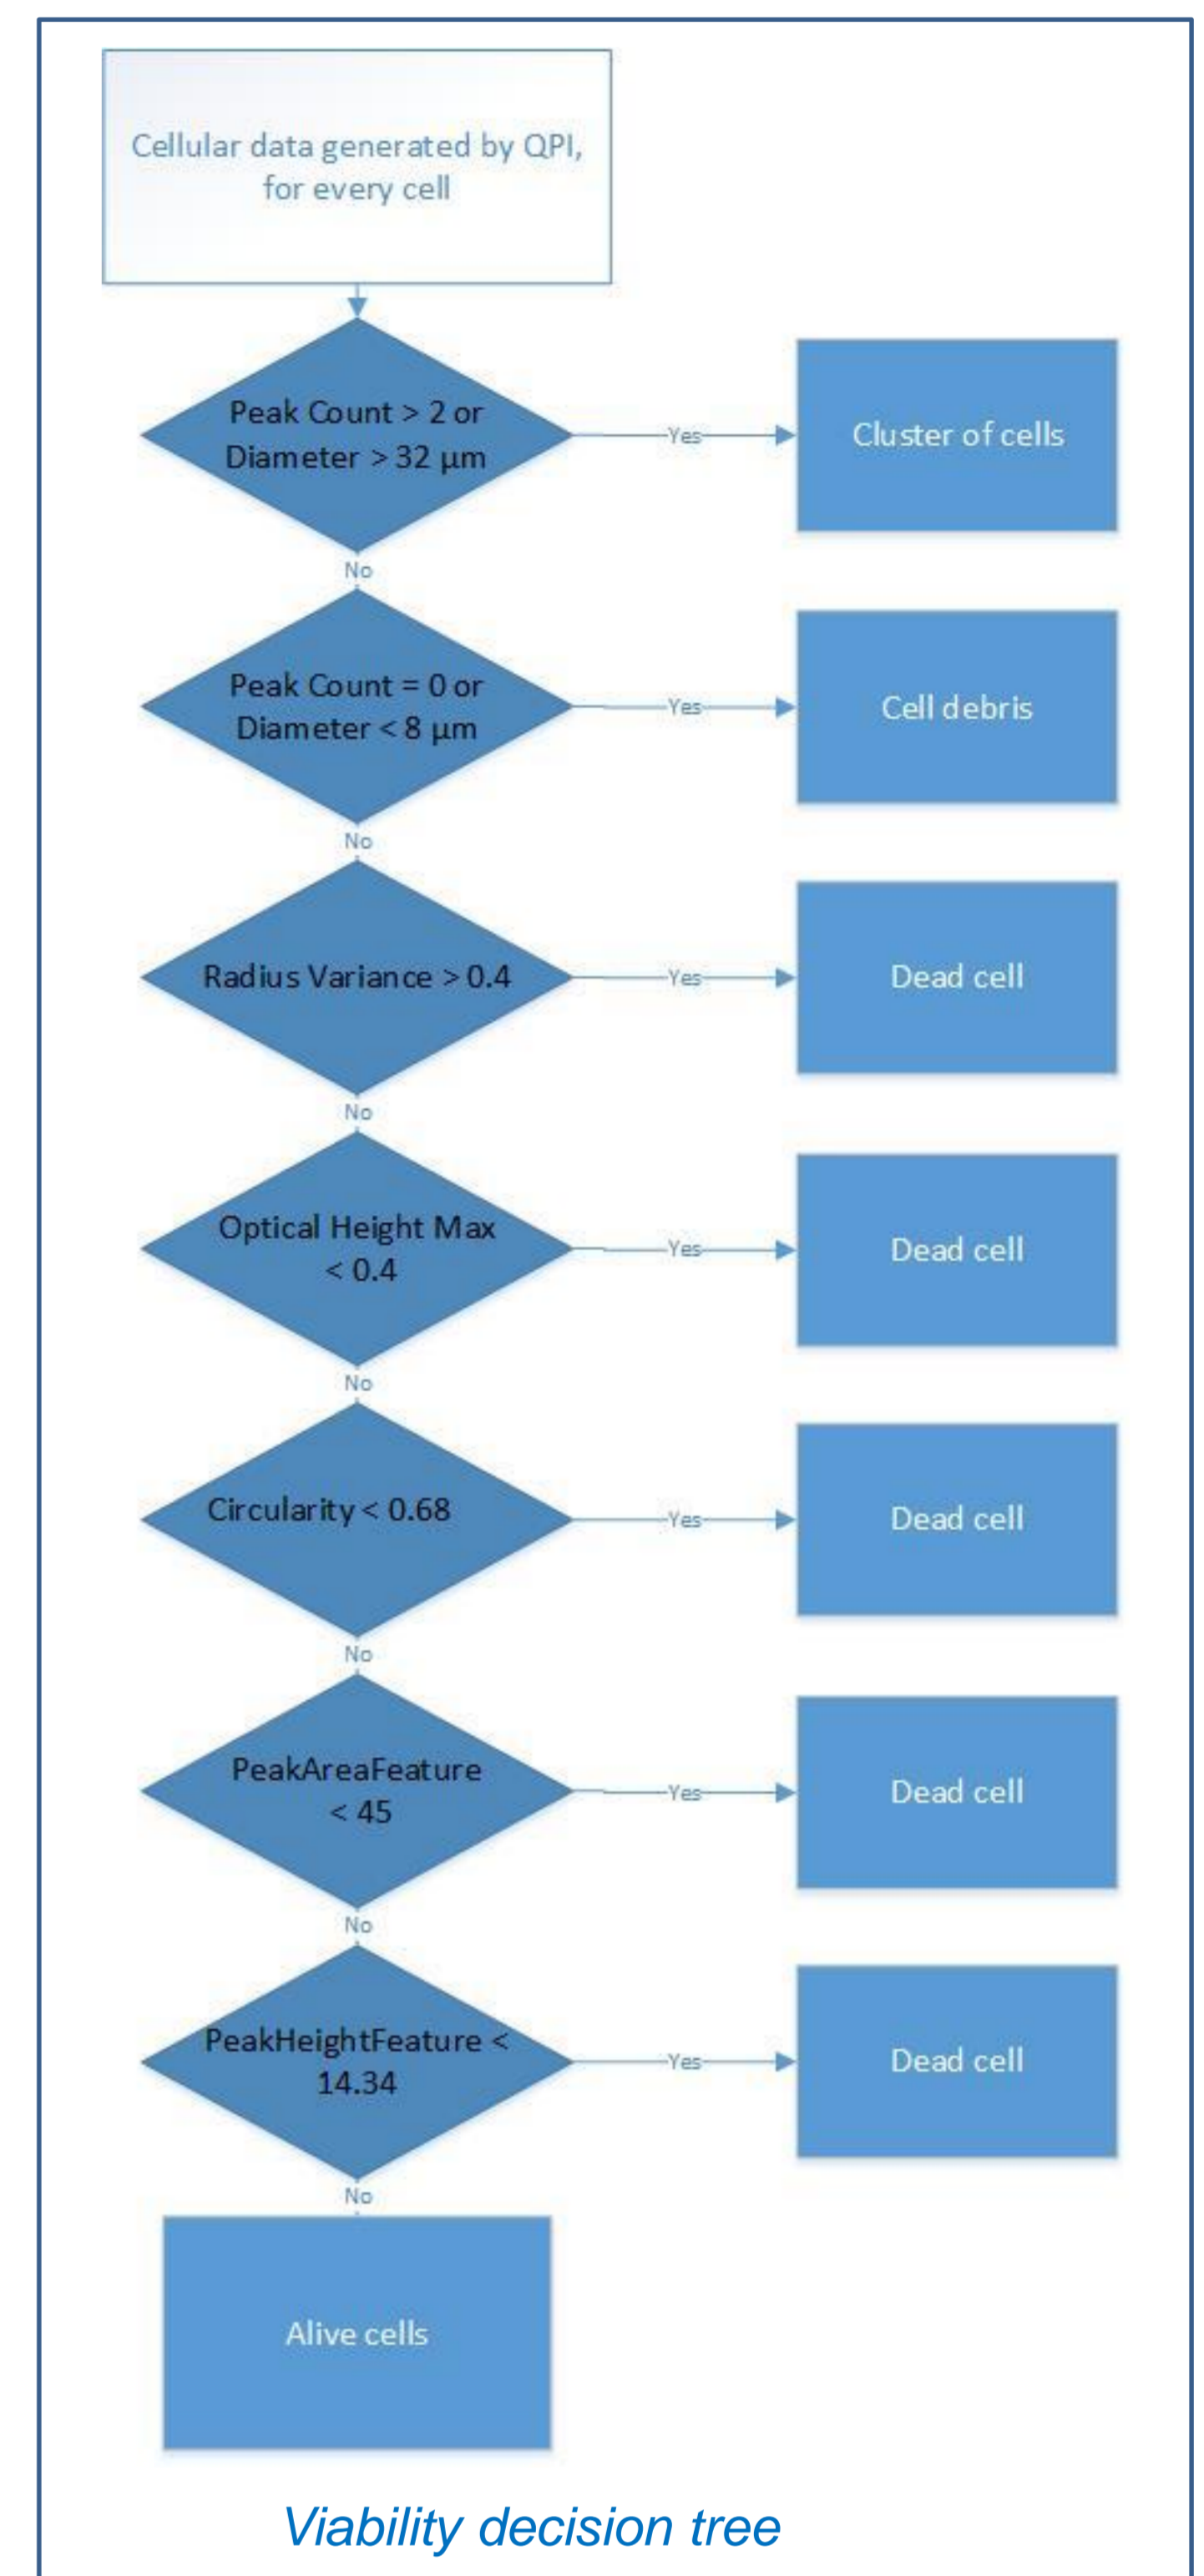 Cellular data generated by QPI,
for every cell
Peak Count > 2 or
Diameter > 32 µm
Yes
Cluster of cells
No
Peak Count = 0 or
Diameter < 8 µm
Yes
Cell debris
No
Radius Variance > 0.4
Yes
Dead cell
No
Optical Height Max
< 0.4
Yes
Dead cell
No
Circularity < 0.68
Yes
Dead cell
No
PeakAreaFeature
< 45
Yes
Dead cell
No
PeakHeightFeature <
14.34
Yes
Dead cell
No
Alive cells
Viability decision tree